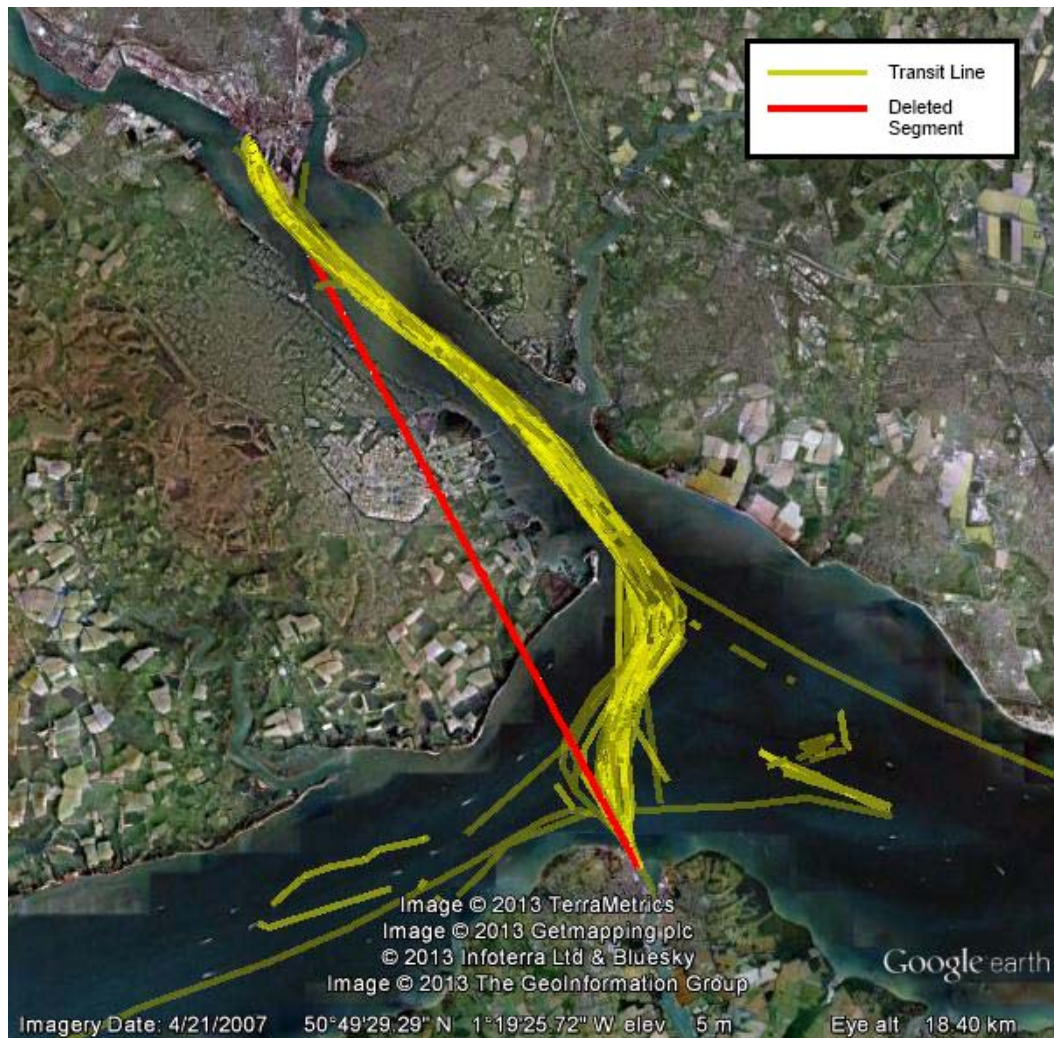 Transit Line
Deleted
Segment
Image © 2013 TerraMetrics
Image © 2013 Getmapping plc
© 2013 Infoterra Ltd & Bluesky
Image © 2013 The GeoInformation Group
Google earth
Imagery Date: 4/21/2007 50°49'29.29" N 1°19'25.72" W elev 5 m Eye alt 18.40 km